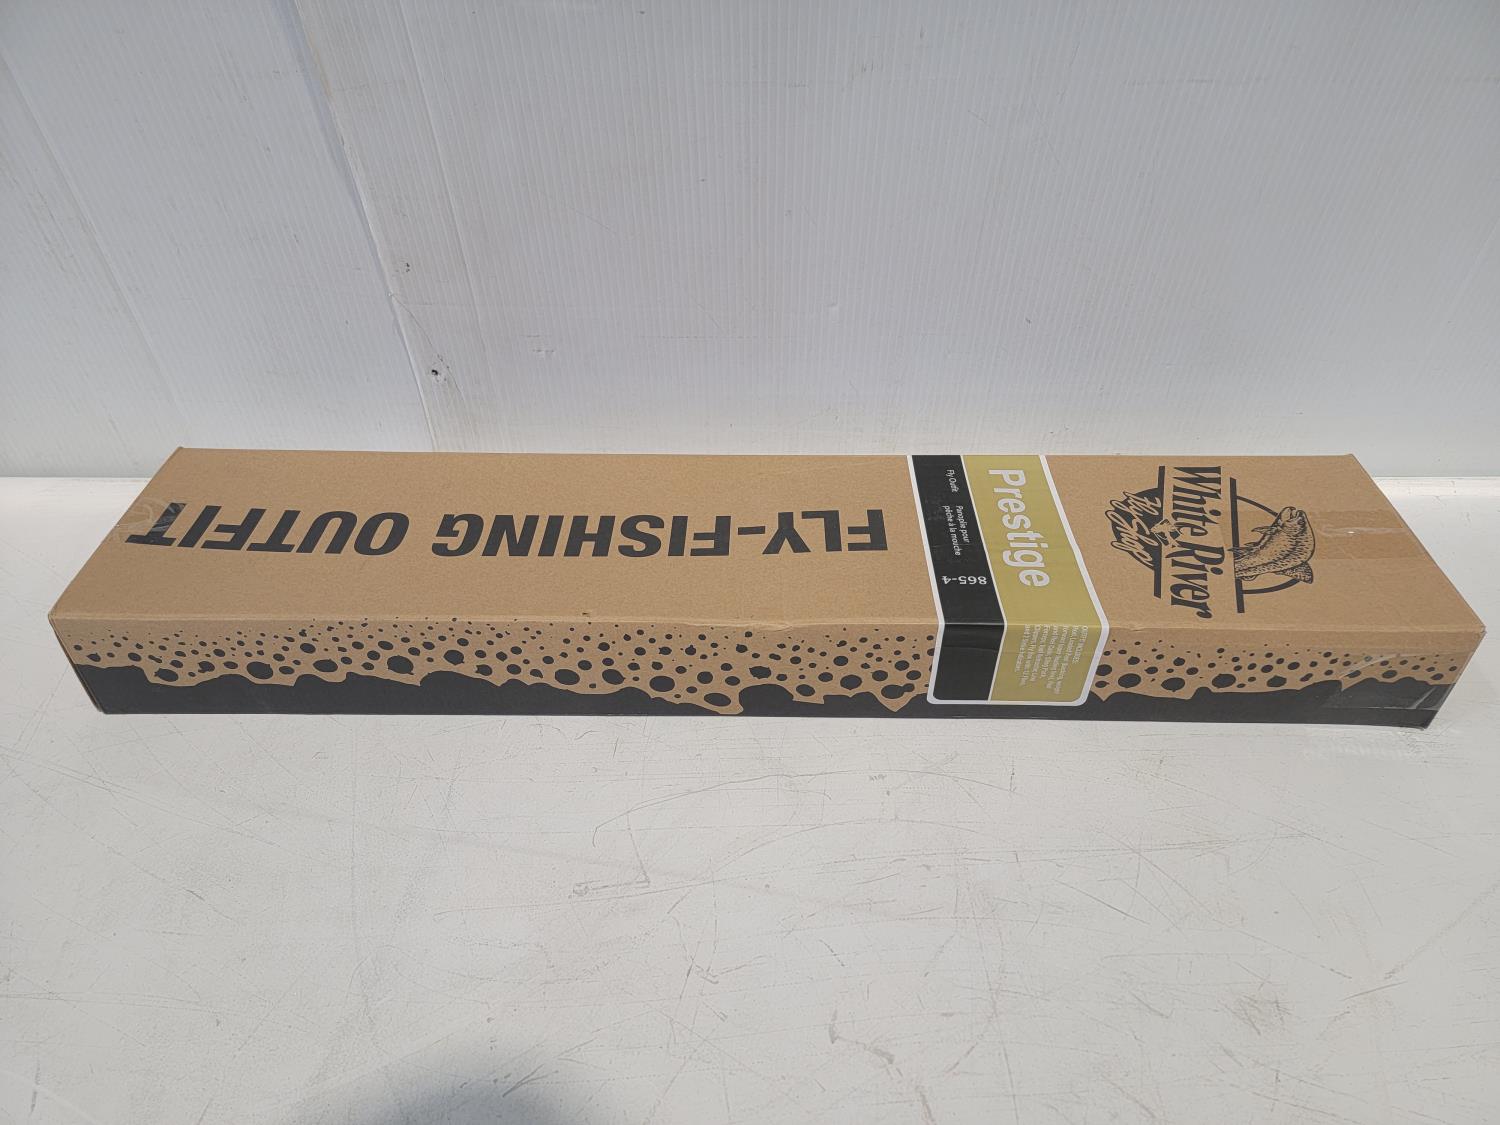 White River
Fly Shop
Prestige
Fly Outfit
Panoplie pour
pêche à la mouche
865-4
FLY-FISHING OUTFIT